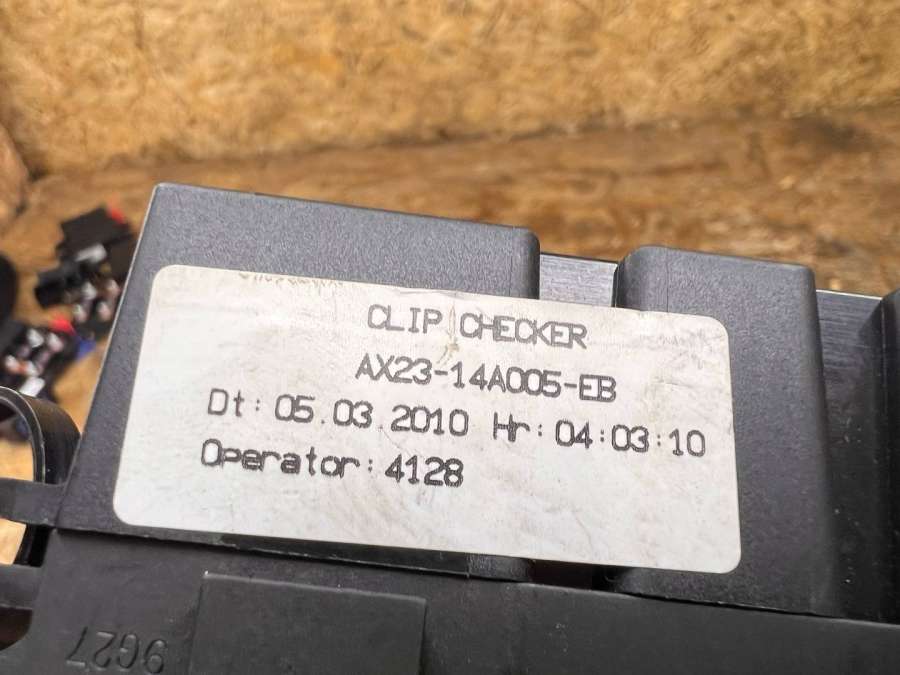 CLIP CHECKER
AX23-14A005-EB
Dt: 05.03.2010 Hr: 04:03:10
Operator: 4128
9G27